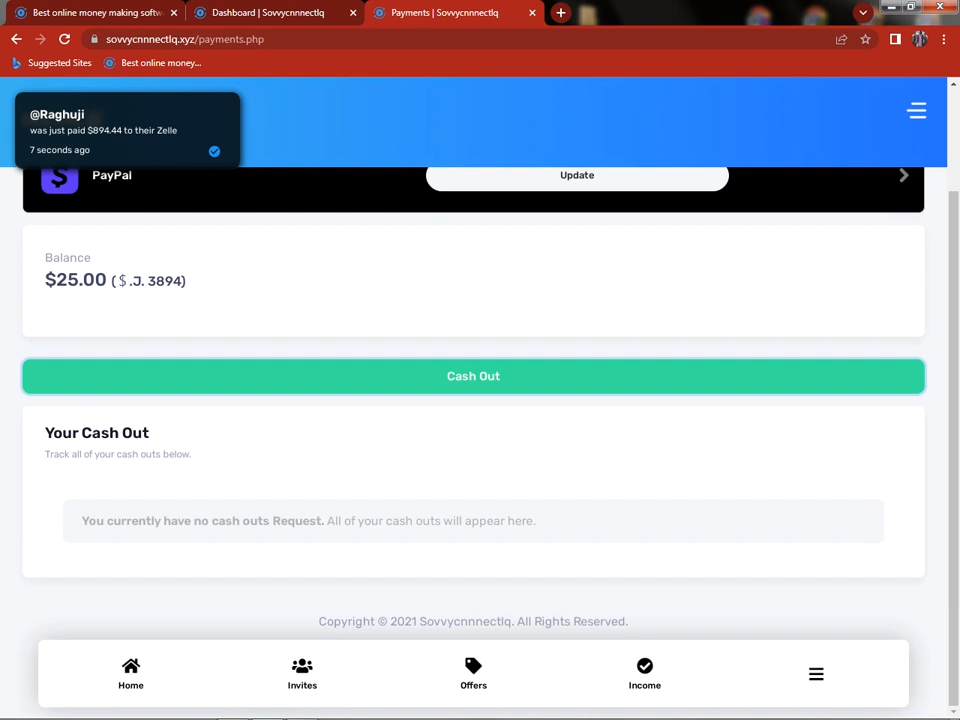 Best online money making softw
Dashboard | Sovvycnnnectlq
Payments | Sovvycnnnectlq
sovvycnnnectlq.xyz/payments.php
Suggested Sites
Best online money...
@Raghuji
was just paid $894.44 to their Zelle
7 seconds ago
PayPal
Update
Balance
$25.00 ( $ .J. 3894)
Cash Out
Your Cash Out
Track all of your cash outs below.
You currently have no cash outs Request. All of your cash outs will appear here.
Copyright © 2021 Sovvycnnnectlq. All Rights Reserved.
Home
Invites
Offers
Income